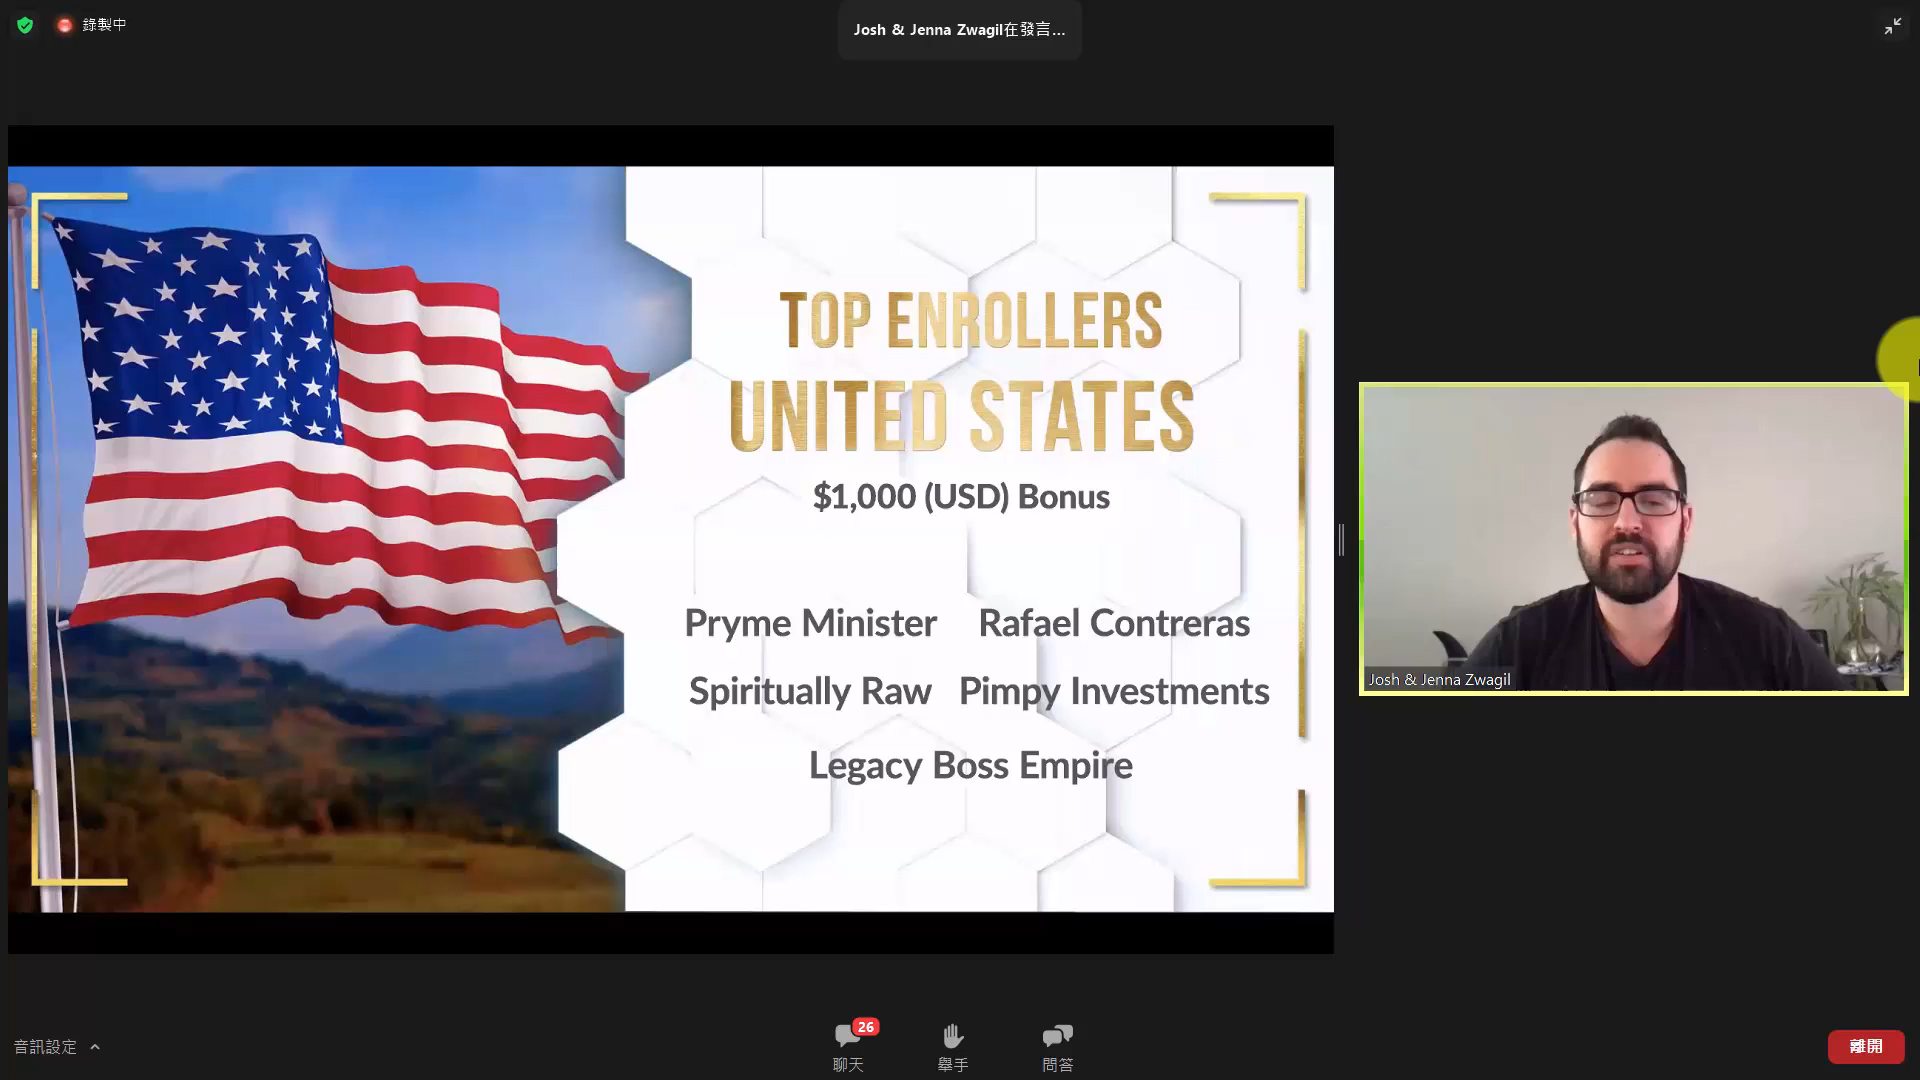 錄製中
Josh & Jenna Zwagil在發言...
TOP ENROLLERS
UNITED STATES
$1,000 (USD) Bonus
Pryme Minister Rafael Contreras
Spiritually Raw Pimpy Investments
Legacy Boss Empire
Josh & Jenna Zwagil
音訊設定
26
聊天
舉手
問答
離開